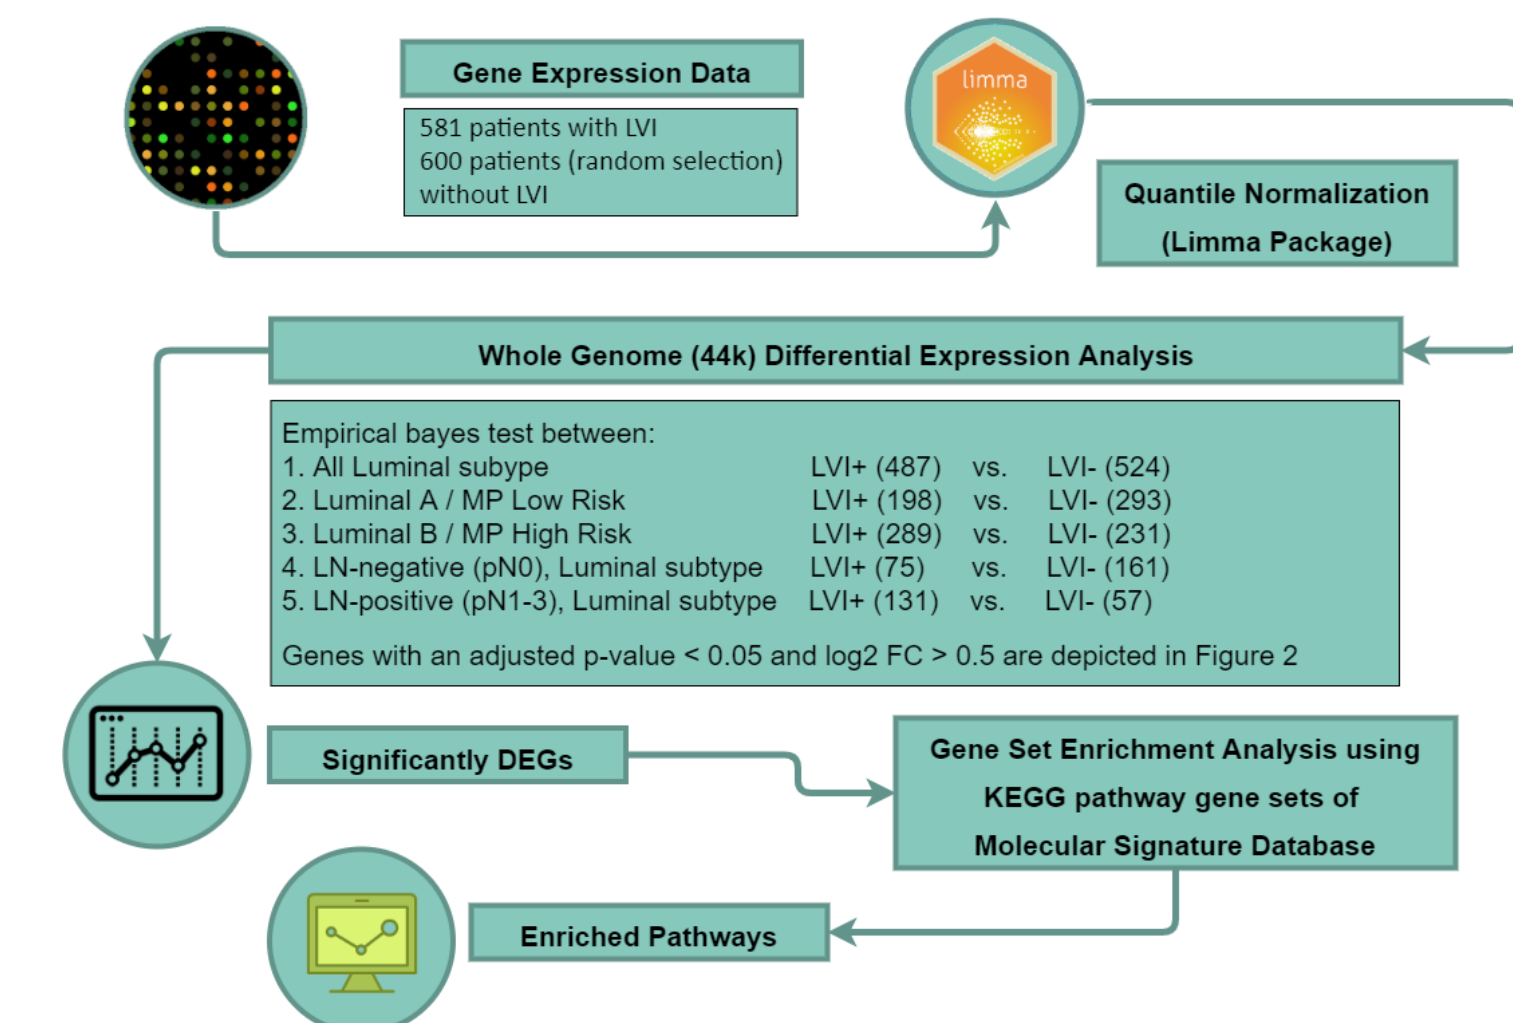 Gene Expression Data
581 patients with LVI
600 patients (random selection)
without LVI
limma
Quantile Normalization
(Limma Package)
Whole Genome (44k) Differential Expression Analysis
Empirical bayes test between:
1. All Luminal subype LVI+ (487) vs. LVI- (524)
2. Luminal A / MP Low Risk LVI+ (198) vs. LVI- (293)
3. Luminal B / MP High Risk LVI+ (289) vs. LVI- (231)
4. LN-negative (pN0), Luminal subtype LVI+ (75) vs. LVI- (161)
5. LN-positive (pN1-3), Luminal subtype LVI+ (131) vs. LVI- (57)
Genes with an adjusted p-value < 0.05 and log2 FC > 0.5 are depicted in Figure 2
Significantly DEGs
Gene Set Enrichment Analysis using
KEGG pathway gene sets of
Molecular Signature Database
Enriched Pathways